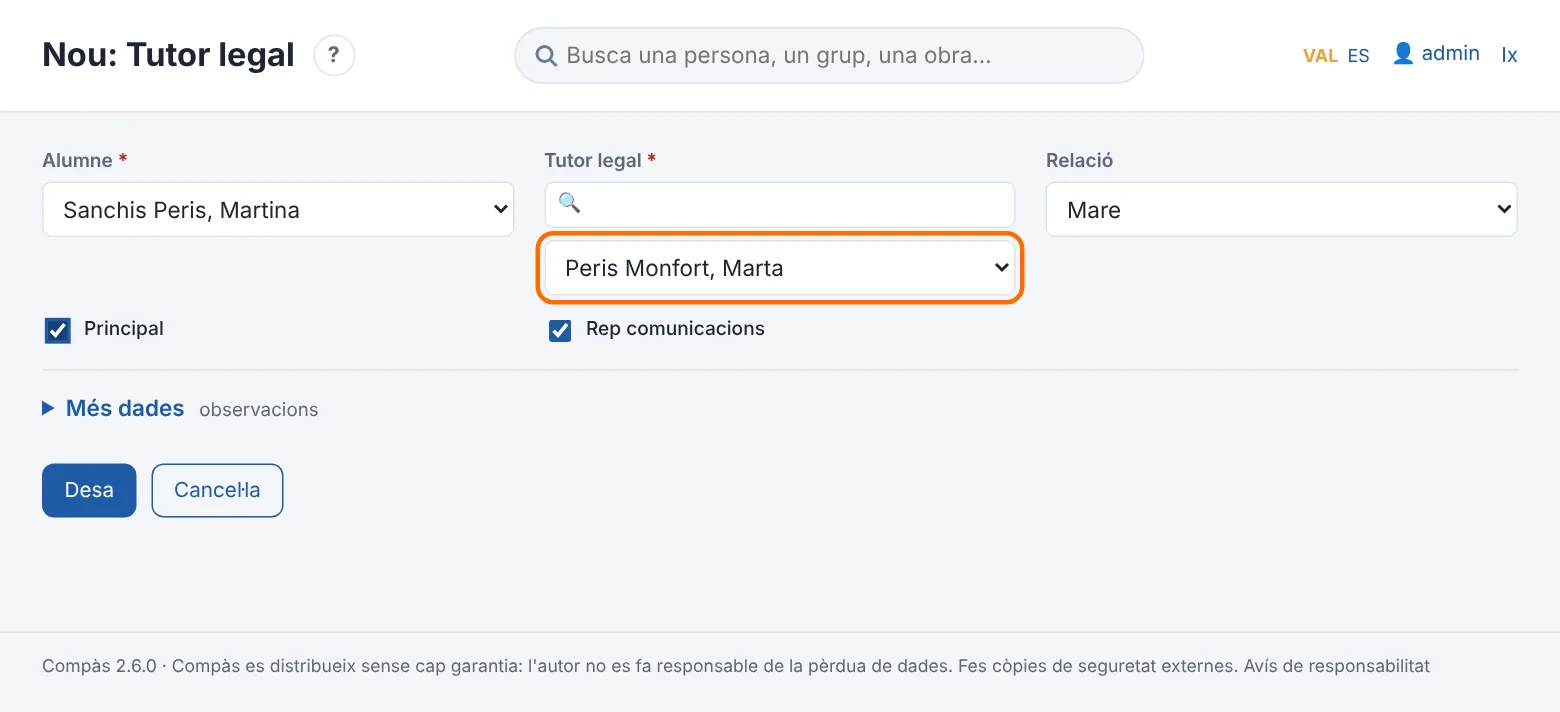 Nou: Tutor legal ?
Busca una persona, un grup, una obra...
VAL ES admin Ix
Alumne *
Tutor legal *
Relació
Sanchis Peris, Martina
Mare
Peris Monfort, Marta
Principal
Rep comunicacions
Més dades observacions
Desa
Cancel·la
Compàs 2.6.0 · Compàs es distribueix sense cap garantia: l'autor no es fa responsable de la pèrdua de dades. Fes còpies de seguretat externes. Avís de responsabilitat